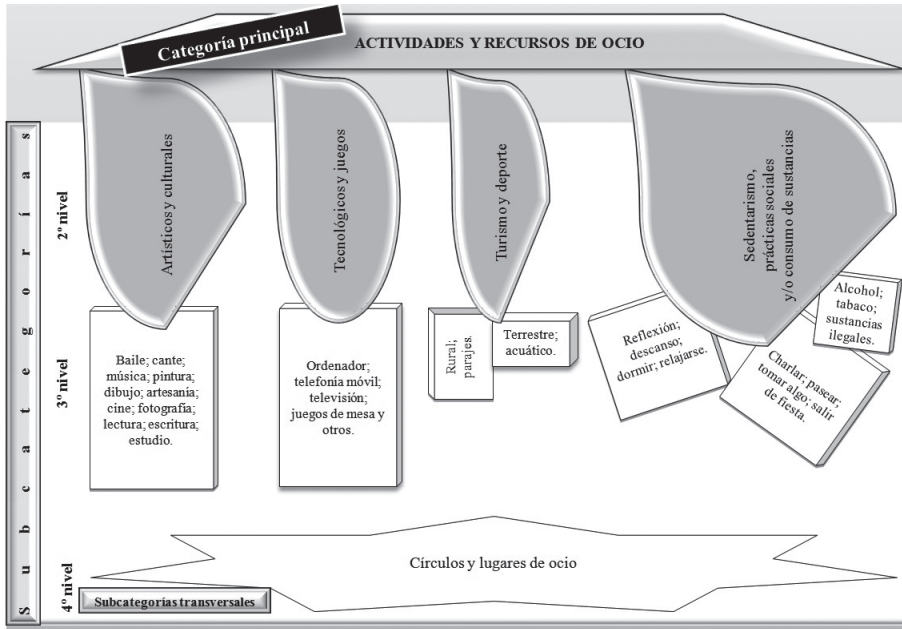 Categoría principal
ACTIVIDADES Y RECURSOS DE OCIO
Subcategorías
2º nivel
Artísticos y culturales
Tecnológicos y juegos
Turismo y deporte
Sedentarismo,
prácticas sociales
y/o consumo de sustancias
3º nivel
Baile; cante;
música; pintura;
dibujo; artesanía;
cine; fotografía;
lectura; escritura;
estudio.
Ordenador;
telefonía móvil;
televisión;
juegos de mesa y
otros.
Rural;
parajes.
Terrestre;
acuático.
Reflexión;
descanso;
dormir; relajarse.
Charlar; pasear;
tomar algo; salir
de fiesta.
Alcohol;
tabaco;
sustancias
ilegales.
4º nivel
Círculos y lugares de ocio
Subcategorías transversales